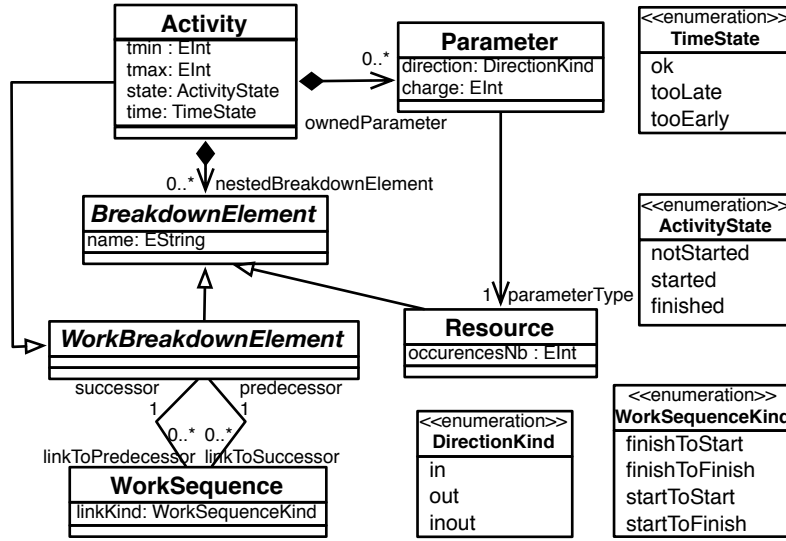 Activity
tmin : EInt
tmax: EInt
state: ActivityState
time: TimeState
0..*
ownedParameter
Parameter
direction: DirectionKind
charge: EInt
<<enumeration>>
TimeState
ok
tooLate
tooEarly
0..* nestedBreakdownElement
BreakdownElement
name: EString
<<enumeration>>
ActivityState
notStarted
started
finished
1 parameterType
Resource
occurencesNb : EInt
WorkBreakdownElement
successor predecessor
1 1
0..* 0..*
linkToPredecessor linkToSuccessor
WorkSequence
linkKind: WorkSequenceKind
<<enumeration>>
DirectionKind
in
out
inout
<<enumeration>>
WorkSequenceKind
finishToStart
finishToFinish
startToStart
startToFinish